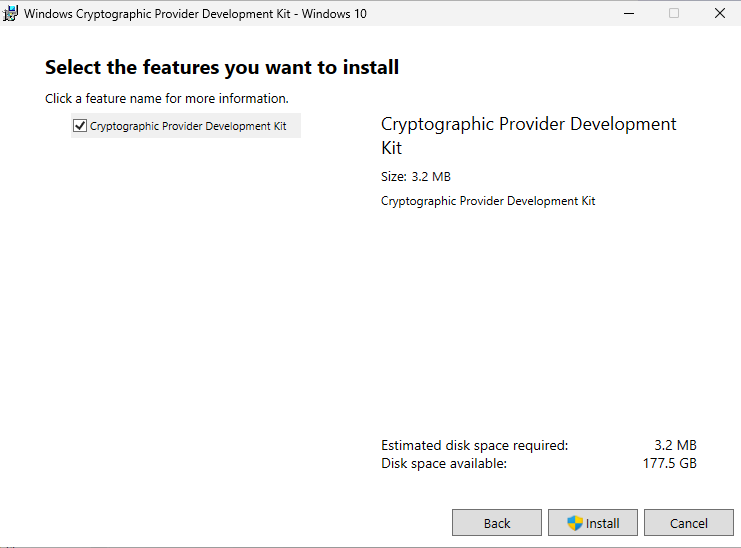 Windows Cryptographic Provider Development Kit - Windows 10
Select the features you want to install
Click a feature name for more information.
Cryptographic Provider Development Kit
Cryptographic Provider Development
Kit
Size: 3.2 MB
Cryptographic Provider Development Kit
Estimated disk space required: 3.2 MB
Disk space available: 177.5 GB
Back Install Cancel